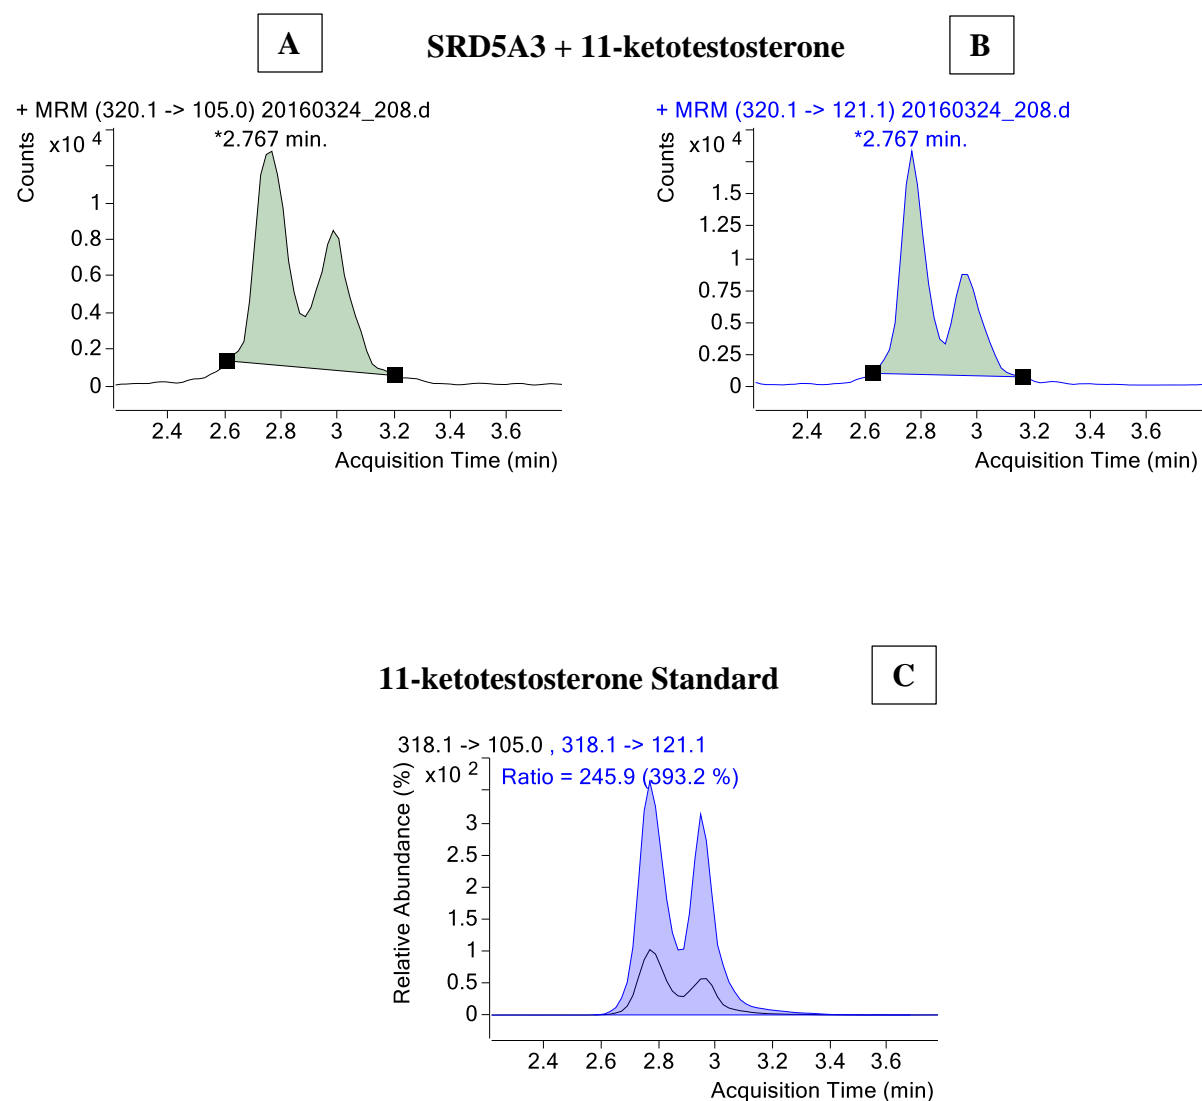 A
SRD5A3 + 11-ketotestosterone
B
+ MRM (320.1 -> 105.0) 20160324_208.d
*2.767 min.
x10 4
Counts
1
0.8
0.6
0.4
0.2
0
2.4 2.6 2.8 3 3.2 3.4 3.6
Acquisition Time (min)
+ MRM (320.1 -> 121.1) 20160324_208.d
*2.767 min.
x10 4
Counts
1.5
1.25
1
0.75
0.5
0.25
0
2.4 2.6 2.8 3 3.2 3.4 3.6
Acquisition Time (min)
11-ketotestosterone Standard
C
318.1 -> 105.0 , 318.1 -> 121.1
x10 2
Ratio = 245.9 (393.2 %)
Relative Abundance (%)
3
2.5
2
1.5
1
0.5
0
2.4 2.6 2.8 3 3.2 3.4 3.6
Acquisition Time (min)